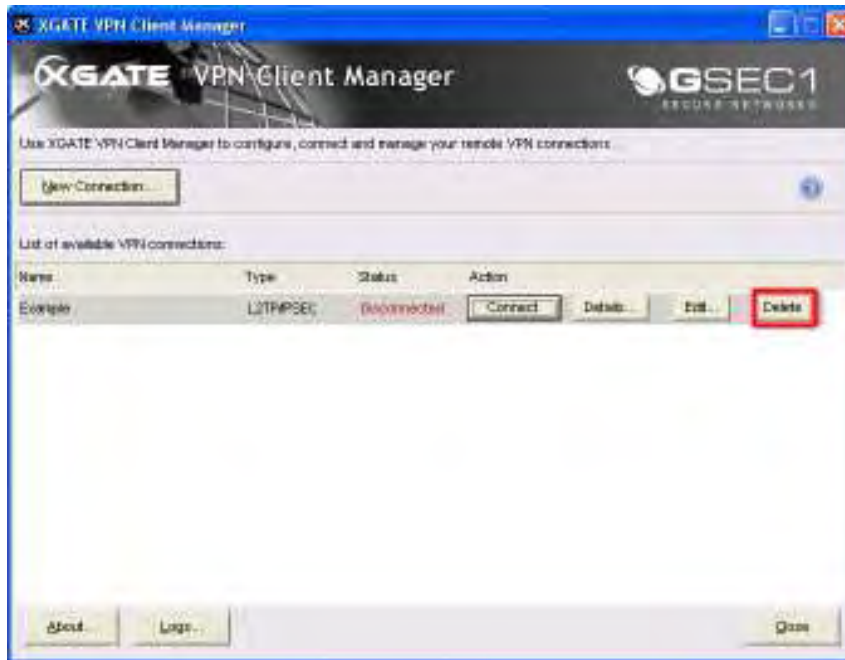 XGATE VPN Client Manager
XGATE VPN Client Manager
GSEC1
SECURE NETWORKS
Use XGATE VPN Client Manager to configure, connect and manage your remote VPN connections
New Connection...
List of available VPN connections:
Name Type Status Action
Example L2TP/IPSEC Disconnected Connect Details... Edit... Delete
About... Logs... Close